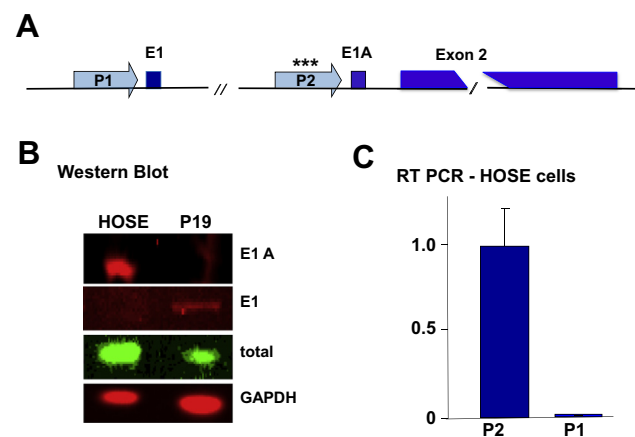 A
E1
E1A
Exon 2
***
P1
P2
//
/
B
Western Blot
HOSE P19
E1 A
E1
total
GAPDH
C
RT PCR - HOSE cells
1.0
0.5
0
P2 P1